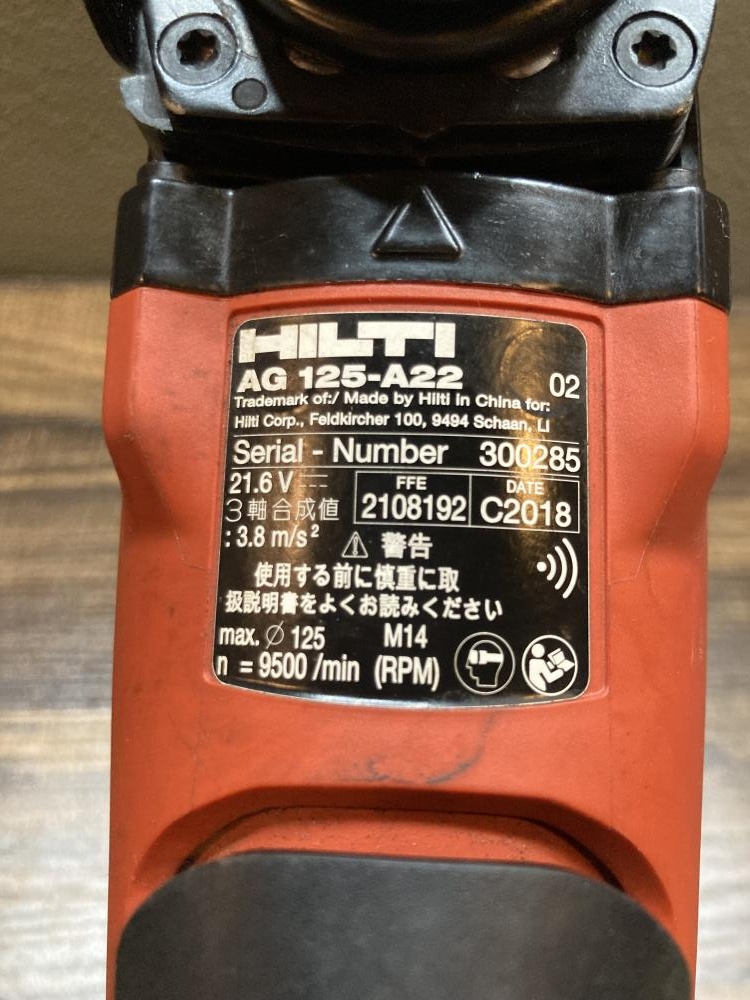 HILTI
AG 125-A22 02
Trademark of:/ Made by Hilti in China for:
Hilti Corp., Feldkircher 100, 9494 Schaan, LI
Serial - Number 300285
21.6 V FFE DATE
3軸合成値 2108192 C2018
: 3.8 m/s² 警告
使用する前に慎重に取
扱説明書をよくお読みください
max. ∅ 125 M14
n = 9500 /min (RPM)